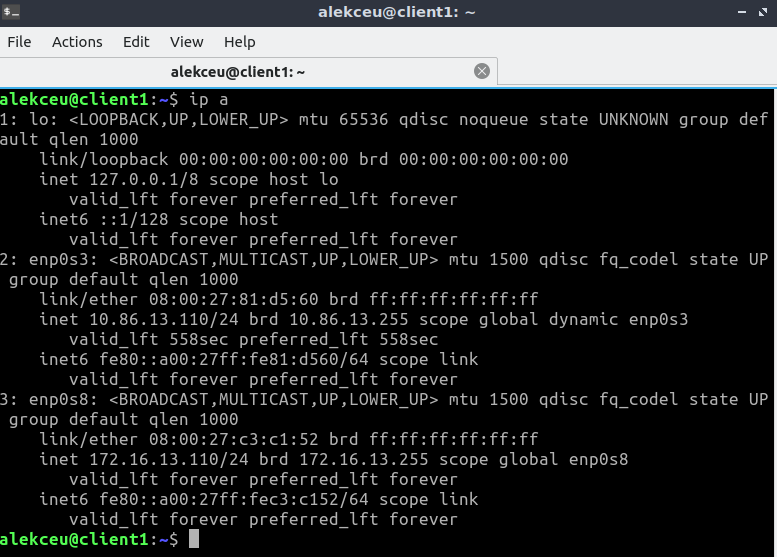 alekceu@client1: ~
File Actions Edit View Help
alekceu@client1: ~
alekceu@client1:~$ ip a
1: lo: <LOOPBACK,UP,LOWER_UP> mtu 65536 qdisc noqueue state UNKNOWN group def
ault qlen 1000
    link/loopback 00:00:00:00:00:00 brd 00:00:00:00:00:00
    inet 127.0.0.1/8 scope host lo
       valid_lft forever preferred_lft forever
    inet6 ::1/128 scope host
       valid_lft forever preferred_lft forever
2: enp0s3: <BROADCAST,MULTICAST,UP,LOWER_UP> mtu 1500 qdisc fq_codel state UP
 group default qlen 1000
    link/ether 08:00:27:81:d5:60 brd ff:ff:ff:ff:ff:ff
    inet 10.86.13.110/24 brd 10.86.13.255 scope global dynamic enp0s3
       valid_lft 558sec preferred_lft 558sec
    inet6 fe80::a00:27ff:fe81:d560/64 scope link
       valid_lft forever preferred_lft forever
3: enp0s8: <BROADCAST,MULTICAST,UP,LOWER_UP> mtu 1500 qdisc fq_codel state UP
 group default qlen 1000
    link/ether 08:00:27:c3:c1:52 brd ff:ff:ff:ff:ff:ff
    inet 172.16.13.110/24 brd 172.16.13.255 scope global enp0s8
       valid_lft forever preferred_lft forever
    inet6 fe80::a00:27ff:fec3:c152/64 scope link
       valid_lft forever preferred_lft forever
alekceu@client1:~$